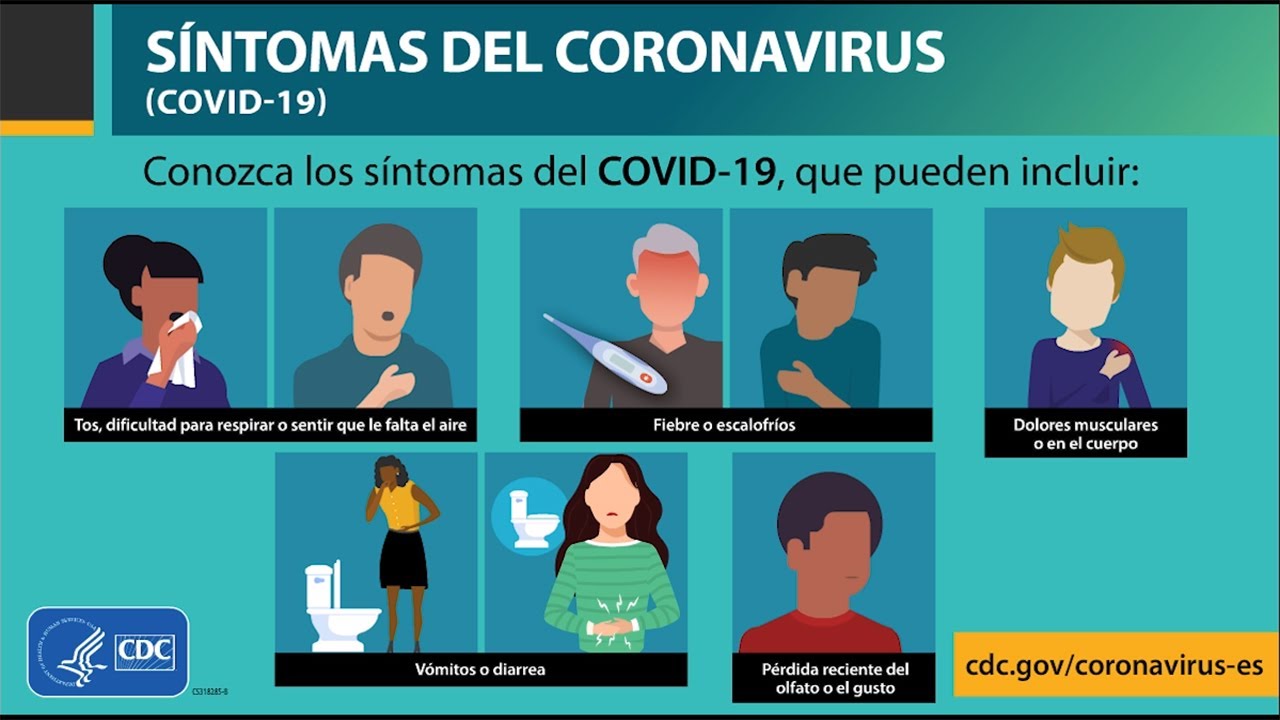 SÍNTOMAS DEL CORONAVIRUS
(COVID-19)
Conozca los síntomas del COVID-19, que pueden incluir:
Tos, dificultad para respirar o sentir que le falta el aire
Fiebre o escalofríos
Dolores musculares
o en el cuerpo
Vómitos o diarrea
Pérdida reciente del
olfato o el gusto
CDC
CS318285-B
cdc.gov/coronavirus-es